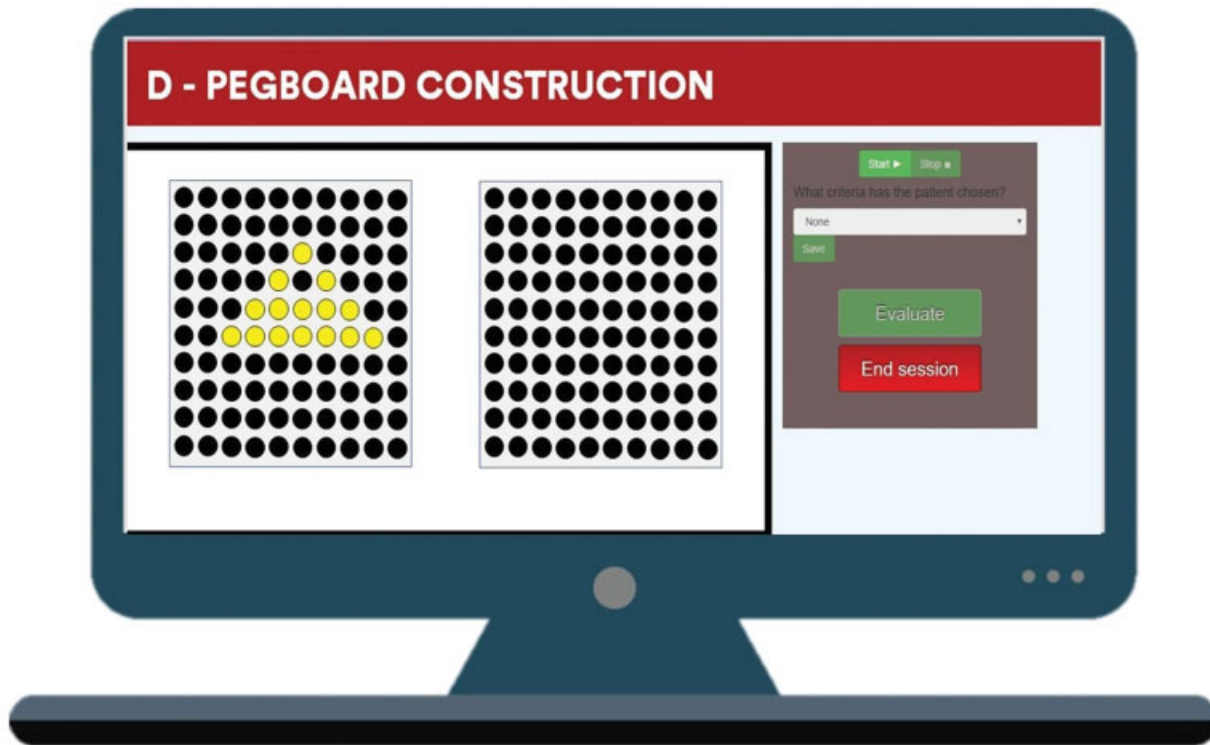 D - PEGBOARD CONSTRUCTION
Start ▶ Stop ■
What criteria has the patient chosen?
None
Save
Evaluate
End session